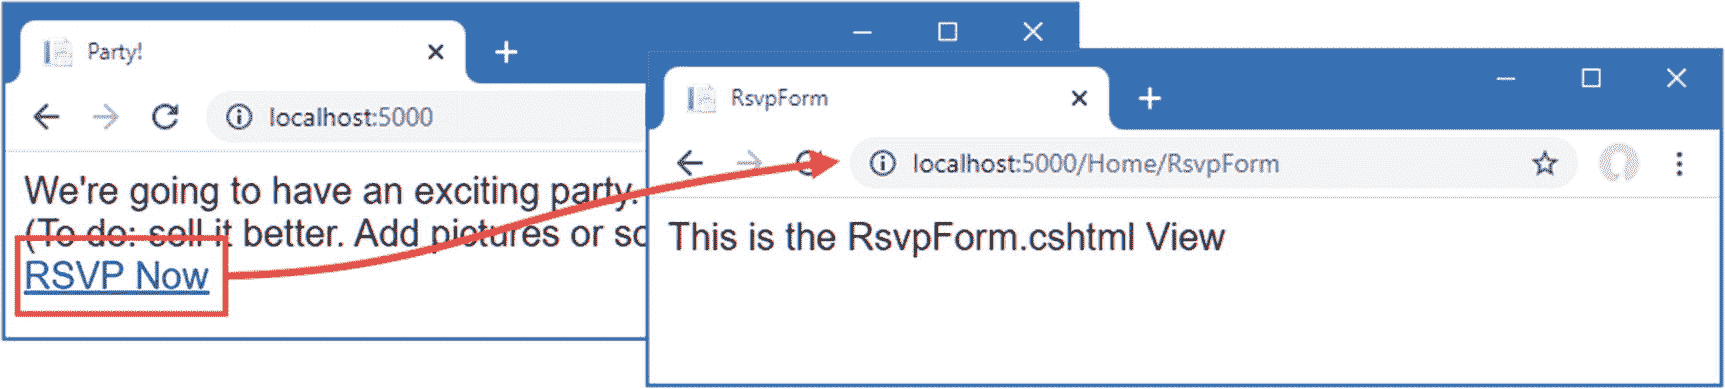 Party!
localhost:5000
We're going to have an exciting party.
(To do: sell it better. Add pictures or so
RSVP Now
RsvpForm
localhost:5000/Home/RsvpForm
This is the RsvpForm.cshtml View